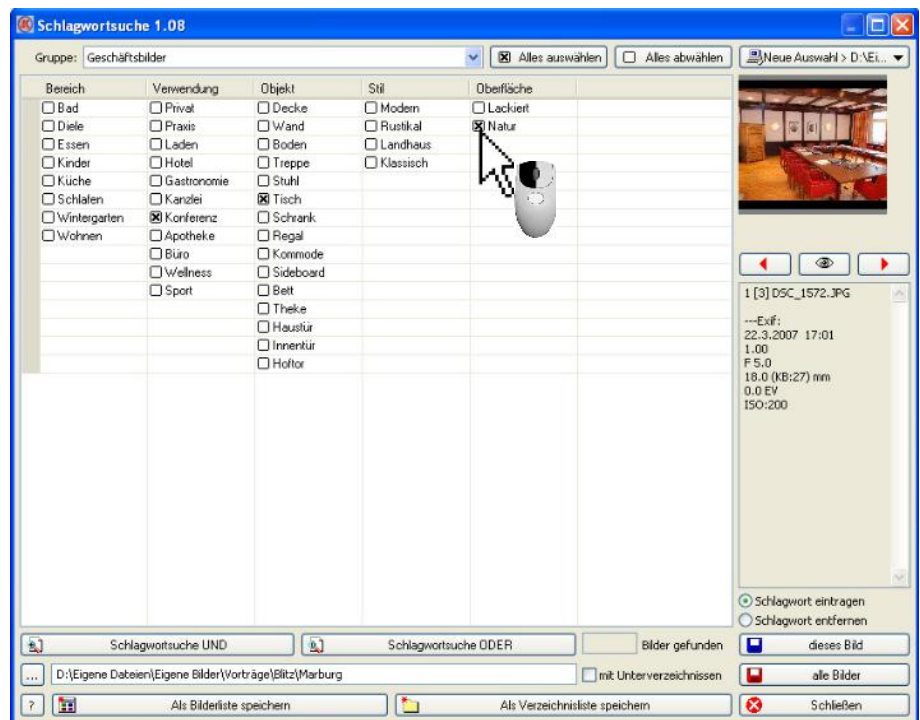 Schlagwortsuche 1.08
Gruppe: Geschäftsbilder Alles auswählen Alles abwählen Neue Auswahl > D:\Ei...
Bereich Verwendung Objekt Stil Oberfläche
Bad Privat Decke Modern Lackiert
Diele Praxis Wand Rustikal Natur
Essen Laden Boden Landhaus
Kinder Hotel Treppe Klassisch
Küche Gastronomie Stuhl
Schlafen Kanzlei Tisch
Wintergarten Konferenz Schrank
Wohnen Apotheke Regal
Büro Kommode
Wellness Sideboard
Sport Bett
Theke
Haustür
Innentür
Hoftor
1 [3] DSC_1572.JPG
---Exif:
22.3.2007 17:01
1.00
F 5.0
18.0 (KB:27) mm
0.0 EV
ISO:200
Schlagwort eintragen
Schlagwort entfernen
Schlagwortsuche UND Schlagwortsuche ODER Bilder gefunden dieses Bild
... D:\Eigene Dateien\Eigene Bilder\Vorträge\Blitz\Marburg mit Unterverzeichnissen alle Bilder
? Als Bilderliste speichern Als Verzeichnisliste speichern Schließen